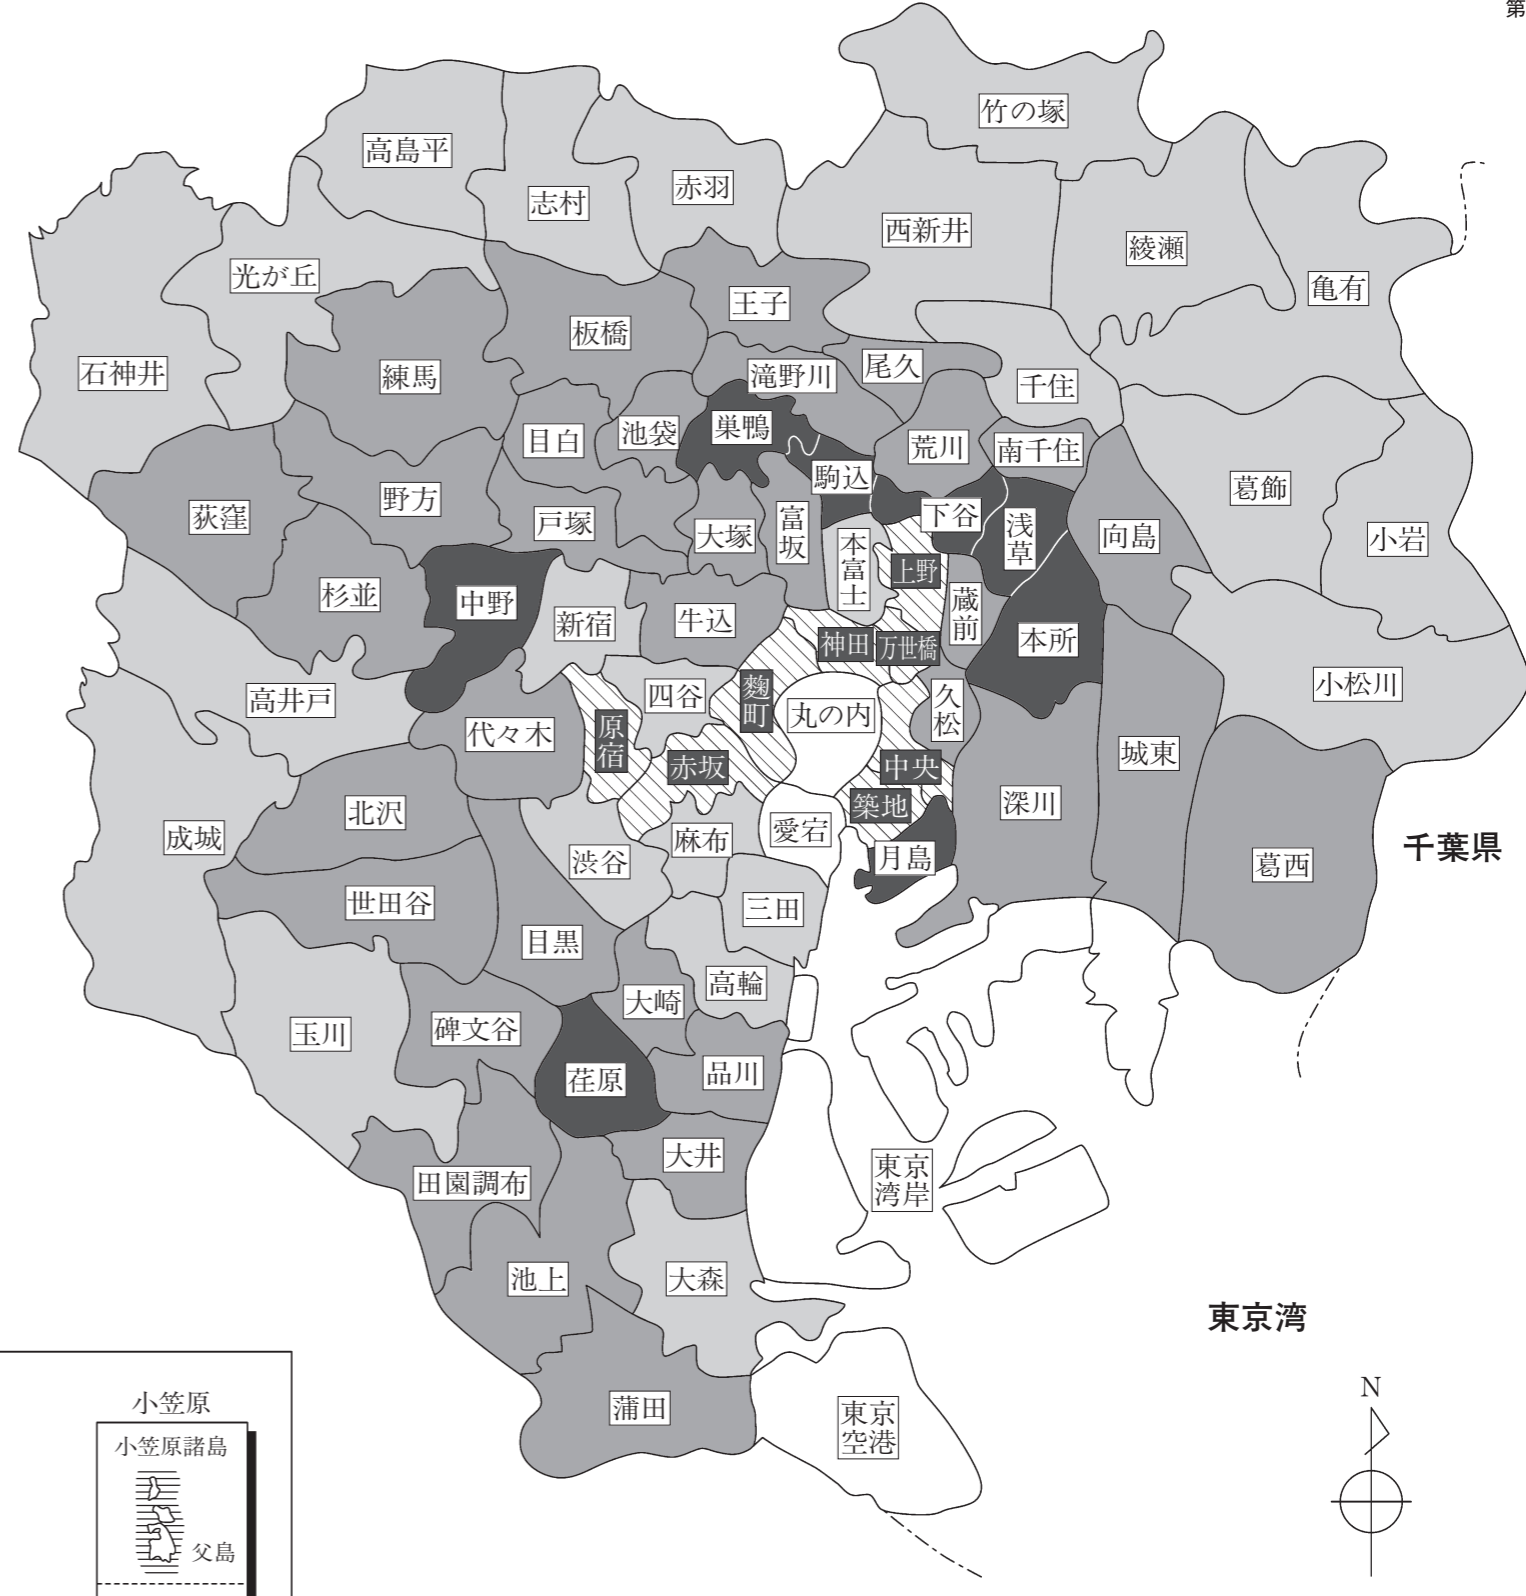 第
竹の塚
高島平
志村
赤羽
西新井
綾瀬
亀有
光が丘
石神井
王子
板橋
練馬
滝野川
尾久
千住
目白
池袋
巣鴨
荒川
南千住
駒込
葛飾
荻窪
野方
戸塚
大塚
富坂
本富士
下谷
浅草
向島
小岩
上野
杉並
中野
新宿
牛込
蔵前
神田
万世橋
本所
高井戸
四谷
麴町
丸の内
久松
小松川
代々木
原宿
赤坂
中央
城東
北沢
築地
深川
成城
渋谷
麻布
愛宕
月島
葛西
千葉県
世田谷
三田
目黒
高輪
大崎
玉川
碑文谷
荏原
品川
大井
田園調布
東京
湾岸
池上
大森
東京湾
蒲田
東京
空港
N
小笠原
小笠原諸島
父島